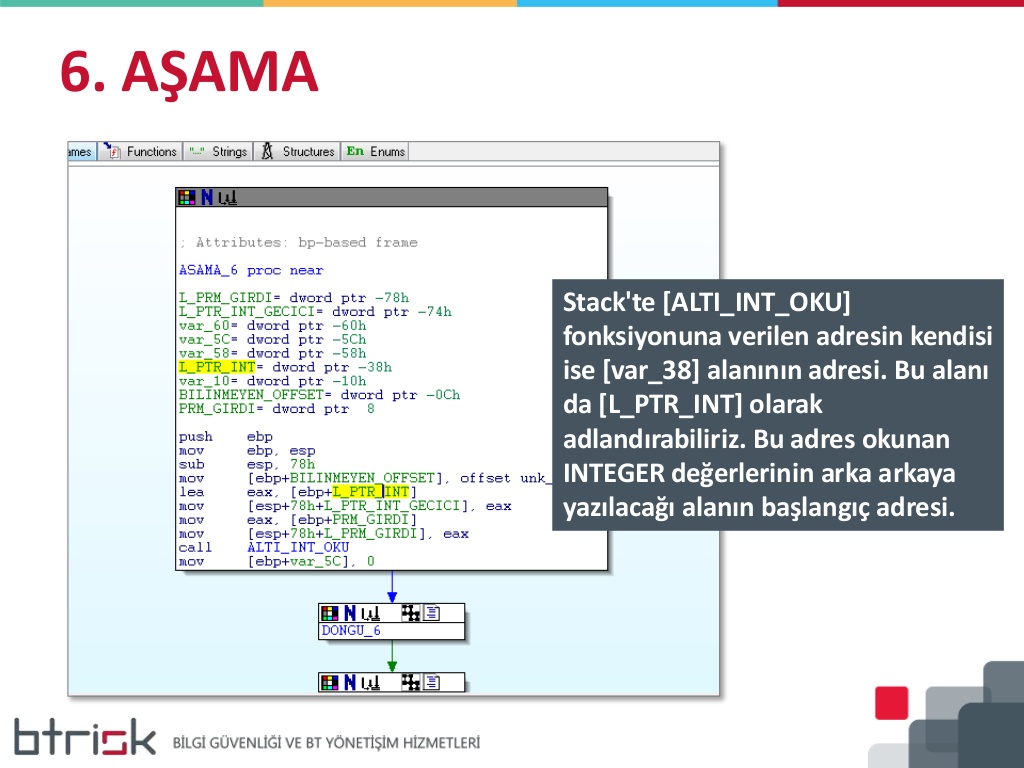 6. AŞAMA
ames Functions "..." Strings Structures En Enums
; Attributes: bp-based frame
ASAMA_6 proc near
L_PRM_GIRDI= dword ptr -78h
L_PTR_INT_GECICI= dword ptr -74h
var_60= dword ptr -60h
var_5C= dword ptr -5Ch
var_58= dword ptr -58h
L_PTR_INT= dword ptr -38h
var_10= dword ptr -10h
BILINMEYEN_OFFSET= dword ptr -0Ch
PRM_GIRDI= dword ptr 8
push ebp
mov ebp, esp
sub esp, 78h
mov [ebp+BILINMEYEN_OFFSET], offset unk_
lea eax, [ebp+L_PTR_INT]
mov [esp+78h+L_PTR_INT_GECICI], eax
mov eax, [ebp+PRM_GIRDI]
mov [esp+78h+L_PRM_GIRDI], eax
call ALTI_INT_OKU
mov [ebp+var_5C], 0
DONGU_6
Stack'te [ALTI_INT_OKU]
fonksiyonuna verilen adresin kendisi
ise [var_38] alanının adresi. Bu alanı
da [L_PTR_INT] olarak
adlandırabiliriz. Bu adres okunan
INTEGER değerlerinin arka arkaya
yazılacağı alanın başlangıç adresi.
btrisk BİLGİ GÜVENLİĞİ VE BT YÖNETİŞİM HİZMETLERİ